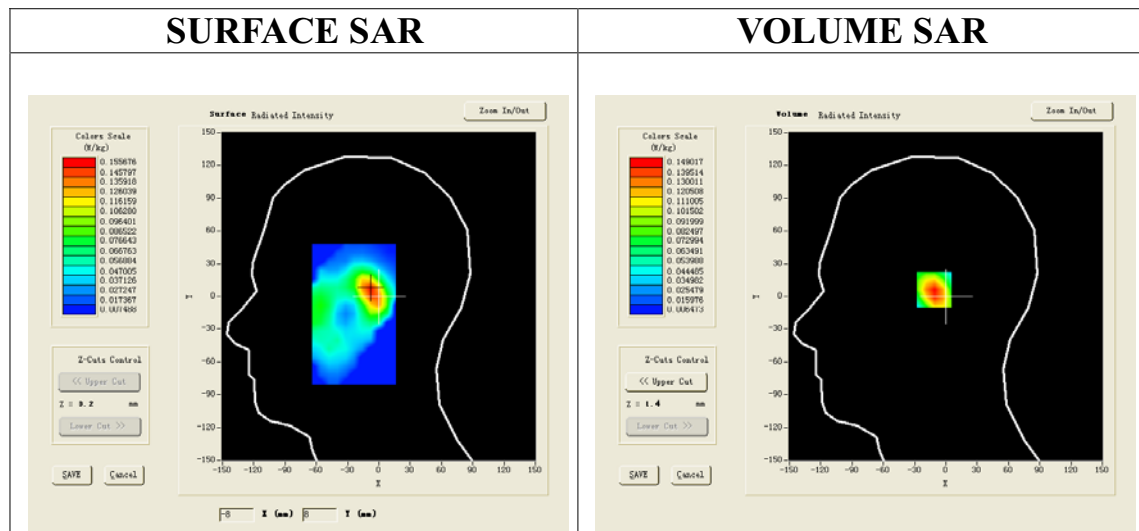 SURFACE SAR
VOLUME SAR
Surface Radiated Intensity
Zoom In/Out
Colors Scale
(W/kg)
0.155676
0.145797
0.135918
0.126039
0.116159
0.106280
0.096401
0.086522
0.076643
0.066763
0.056884
0.047005
0.037126
0.027247
0.017367
0.007488
150
120
90
60
30
0
-30
-60
-90
-120
-150
Y
-150 -120 -90 -60 -30 0 30 60 90 120 150
X
Z-Cuts Control
<< Upper Cut
Z = 3.2 mm
Lower Cut >>
SAVE Cancel
-8 X (mm) 8 Y (mm)
Volume Radiated Intensity
Zoom In/Out
Colors Scale
(W/kg)
0.149017
0.139514
0.130011
0.120508
0.111005
0.101502
0.091999
0.082497
0.072994
0.063491
0.053988
0.044485
0.034982
0.025479
0.015976
0.006473
150
120
90
60
30
0
-30
-60
-90
-120
-150
Y
-150 -120 -90 -60 -30 0 30 60 90 120 150
X
Z-Cuts Control
<< Upper Cut
Z = 1.4 mm
Lower Cut >>
SAVE Cancel